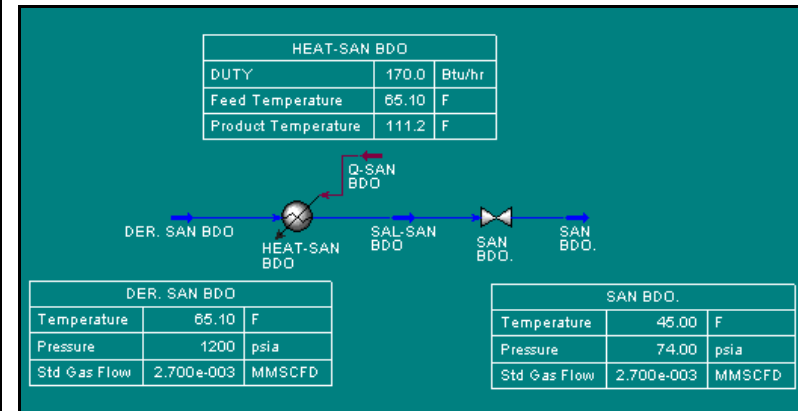 HEAT-SAN BDO
DUTY 170.0 Btu/hr
Feed Temperature 65.10 F
Product Temperature 111.2 F
Q-SAN
BDO
DER. SAN BDO
HEAT-SAN
BDO
SAL-SAN
BDO
SAN
BDO.
SAN
BDO.
DER. SAN BDO
Temperature 65.10 F
Pressure 1200 psia
Std Gas Flow 2.700e-003 MMSCFD
SAN BDO.
Temperature 45.00 F
Pressure 74.00 psia
Std Gas Flow 2.700e-003 MMSCFD